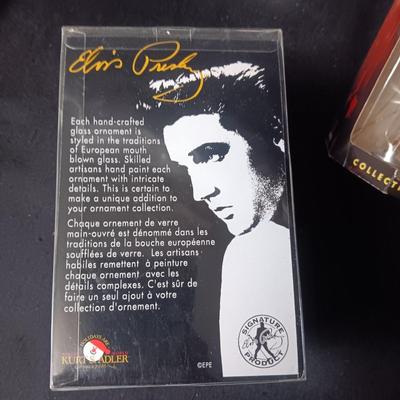 Elvis Presley
Each hand-crafted
glass ornament is
styled in the traditions
of European mouth
blown glass. Skilled
artisans hand paint each
ornament with intricate
details. This is certain to
make a unique addition to
your ornament collection.
Chaque ornement de verre
main-ouvré est dénommé dans les
traditions de la bouche européenne
soufflées de verre. Les artisans
habiles remettent à peinture
chaque ornement avec les
détails complexes. C'est sûr de
faire un seul ajout à votre
collection d'ornement.
KURT ADLER
©EPE
SIGNATURE
Elvis
PRODUCT
COLLECTI